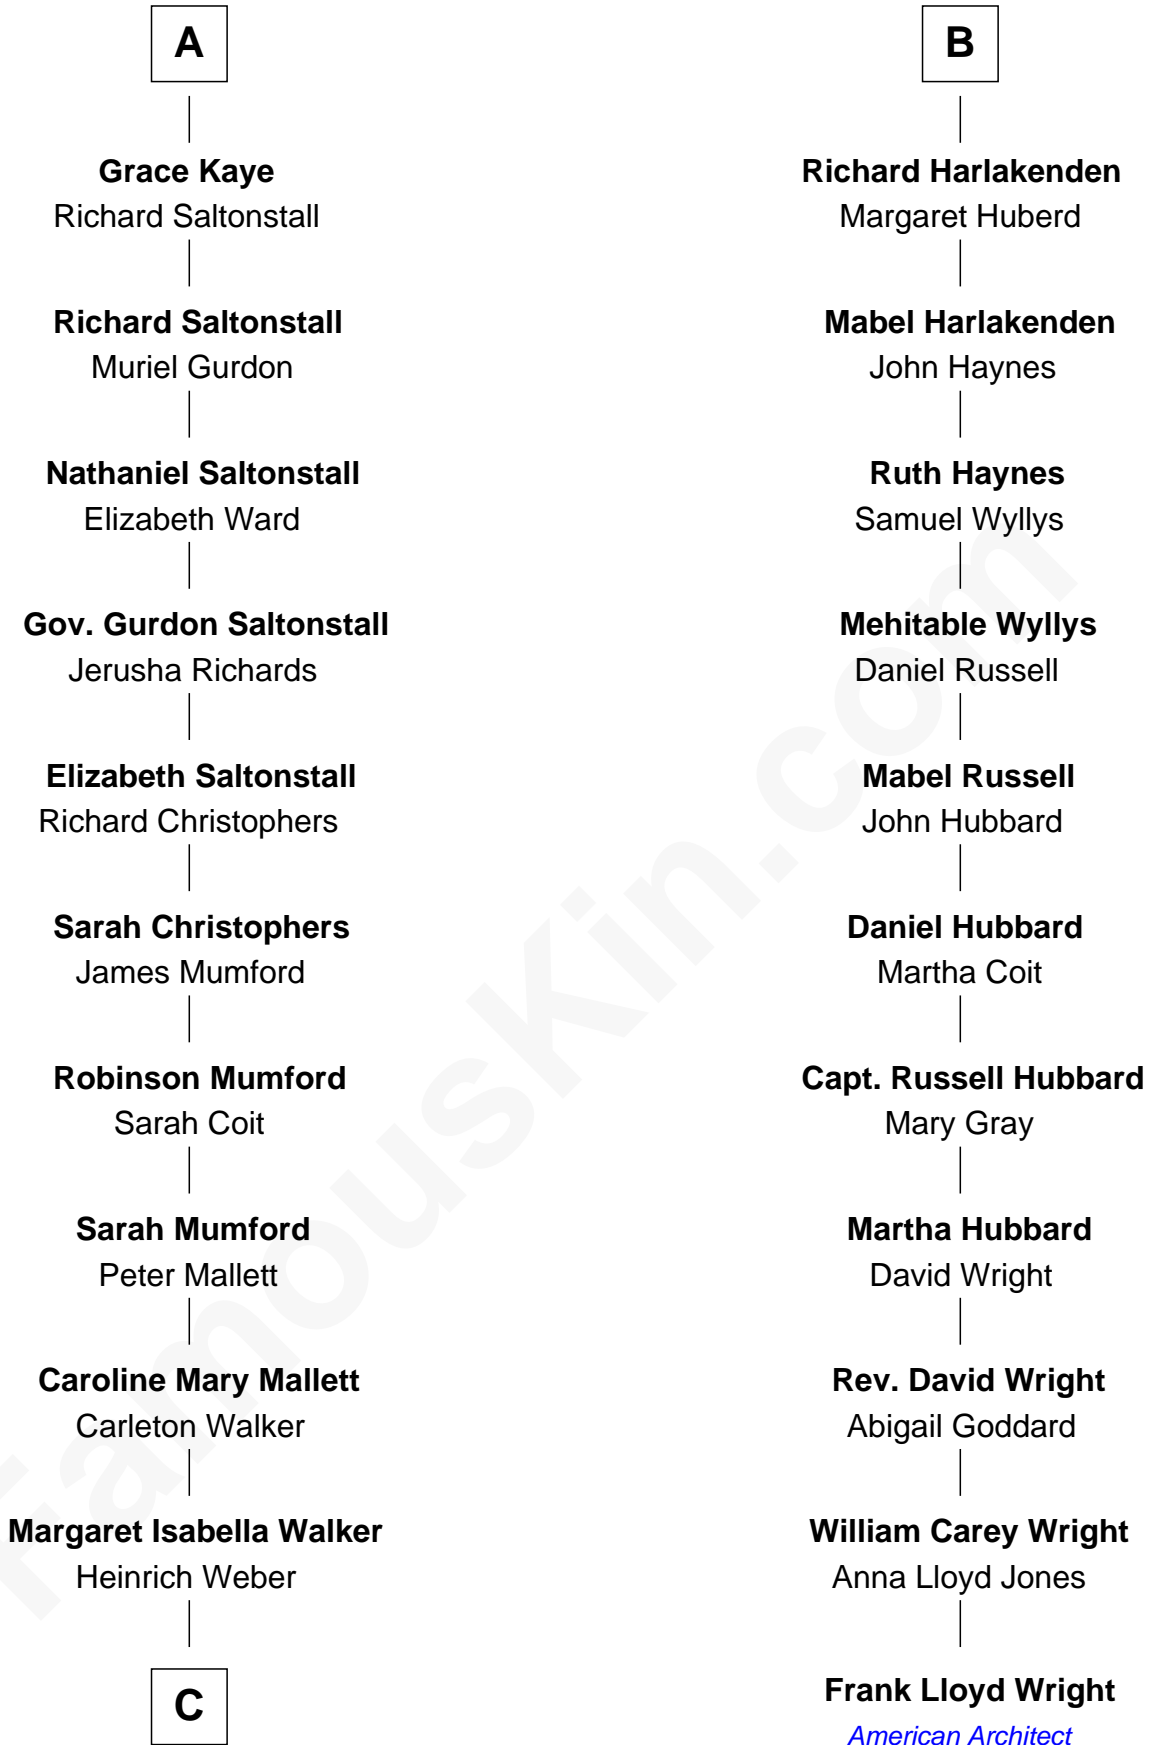 A
Grace Kaye
Richard Saltonstall
Richard Saltonstall
Muriel Gurdon
Nathaniel Saltonstall
Elizabeth Ward
Gov. Gurdon Saltonstall
Jerusha Richards
Elizabeth Saltonstall
Richard Christophers
Sarah Christophers
James Mumford
Robinson Mumford
Sarah Coit
Sarah Mumford
Peter Mallett
Caroline Mary Mallett
Carleton Walker
Margaret Isabella Walker
Heinrich Weber
C
B
Richard Harlakenden
Margaret Huberd
Mabel Harlakenden
John Haynes
Ruth Haynes
Samuel Wyllys
Mehitable Wyllys
Daniel Russell
Mabel Russell
John Hubbard
Daniel Hubbard
Martha Coit
Capt. Russell Hubbard
Mary Gray
Martha Hubbard
David Wright
Rev. David Wright
Abigail Goddard
William Carey Wright
Anna Lloyd Jones
Frank Lloyd Wright
American Architect
FamousKin.com